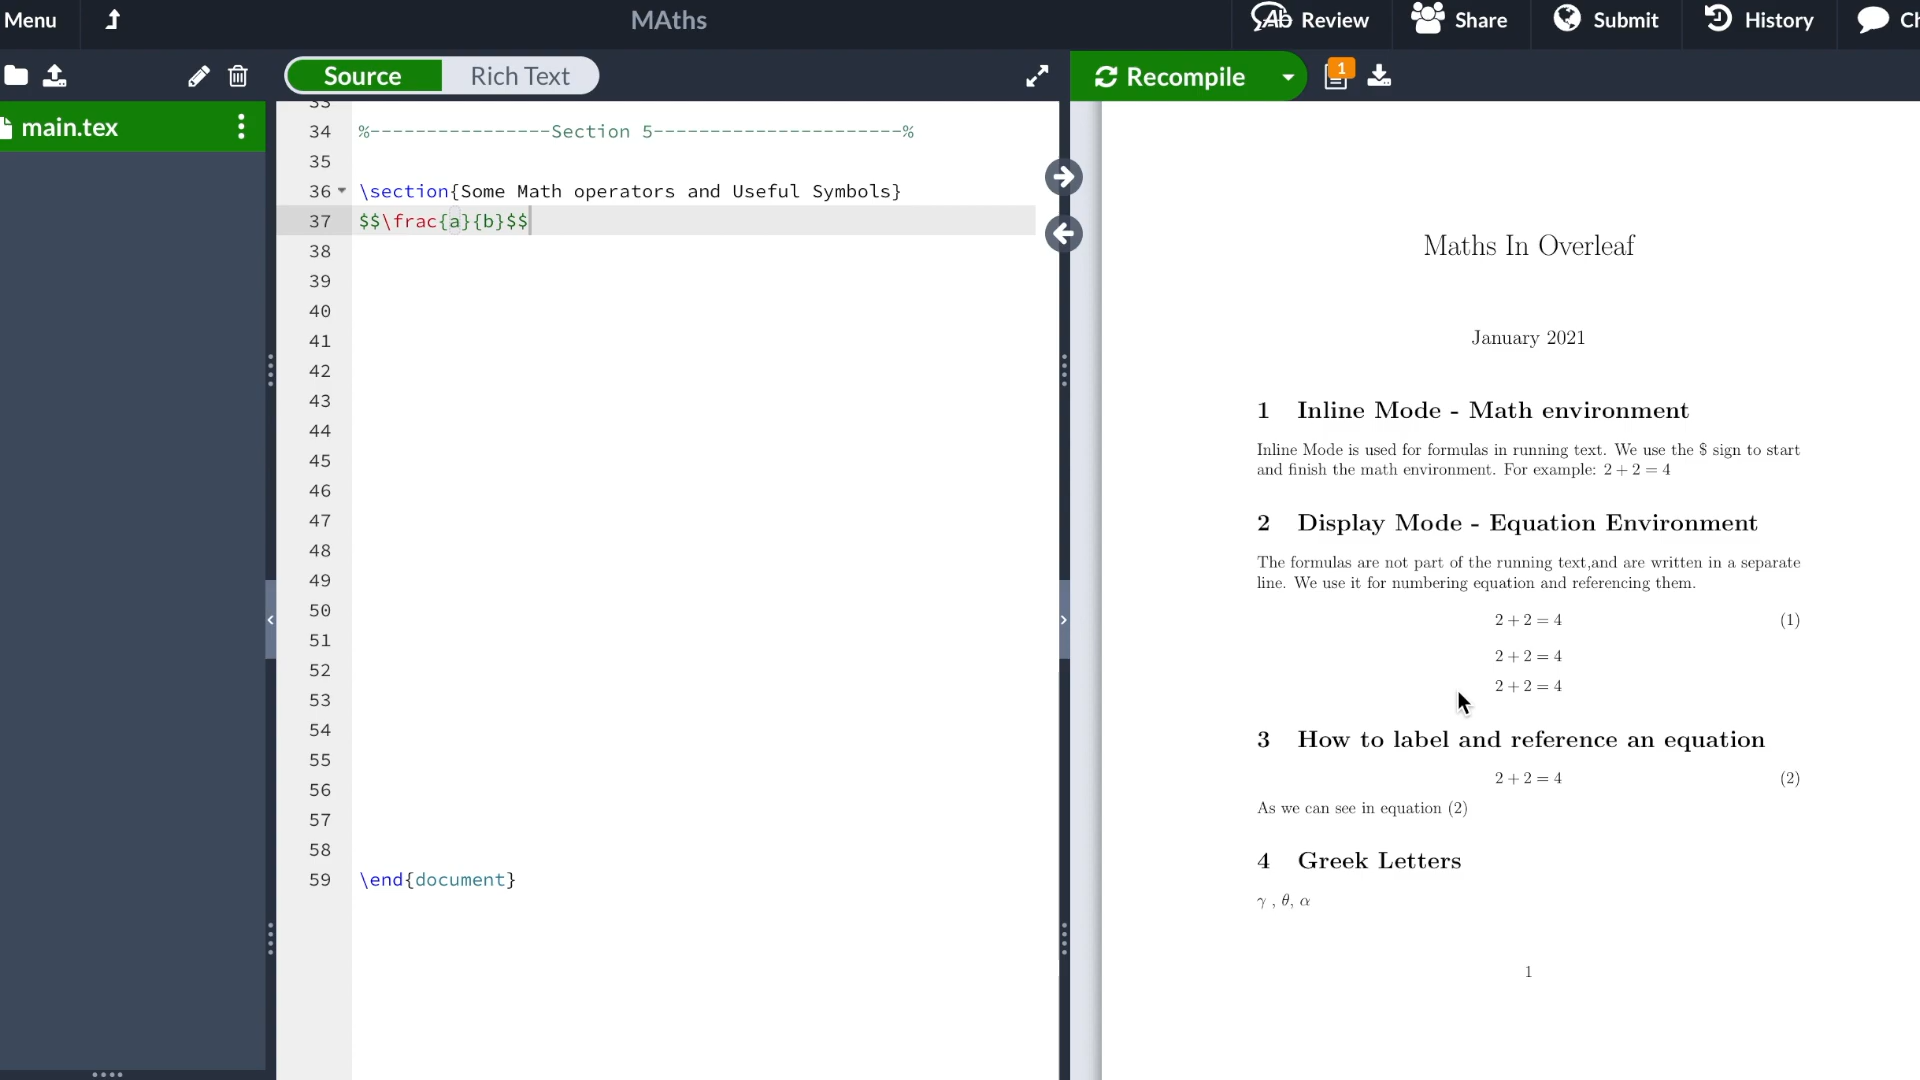 Menu
MAths
Review
Share
Submit
History
Source
Rich Text
Recompile
1
main.tex
33
34 %----------------Section 5----------------------%
35
36 \section{Some Math operators and Useful Symbols}
37 $$\frac{a}{b}$$
38
39
40
41
42
43
44
45
46
47
48
49
50
51
52
53
54
55
56
57
58
59 \end{document}
Maths In Overleaf
January 2021
1 Inline Mode - Math environment
Inline Mode is used for formulas in running text. We use the $ sign to start
and finish the math environment. For example: 2 + 2 = 4
2 Display Mode - Equation Environment
The formulas are not part of the running text,and are written in a separate
line. We use it for numbering equation and referencing them.
2 + 2 = 4 (1)
2 + 2 = 4
2 + 2 = 4
3 How to label and reference an equation
2 + 2 = 4 (2)
As we can see in equation (2)
4 Greek Letters
γ , θ, α
1